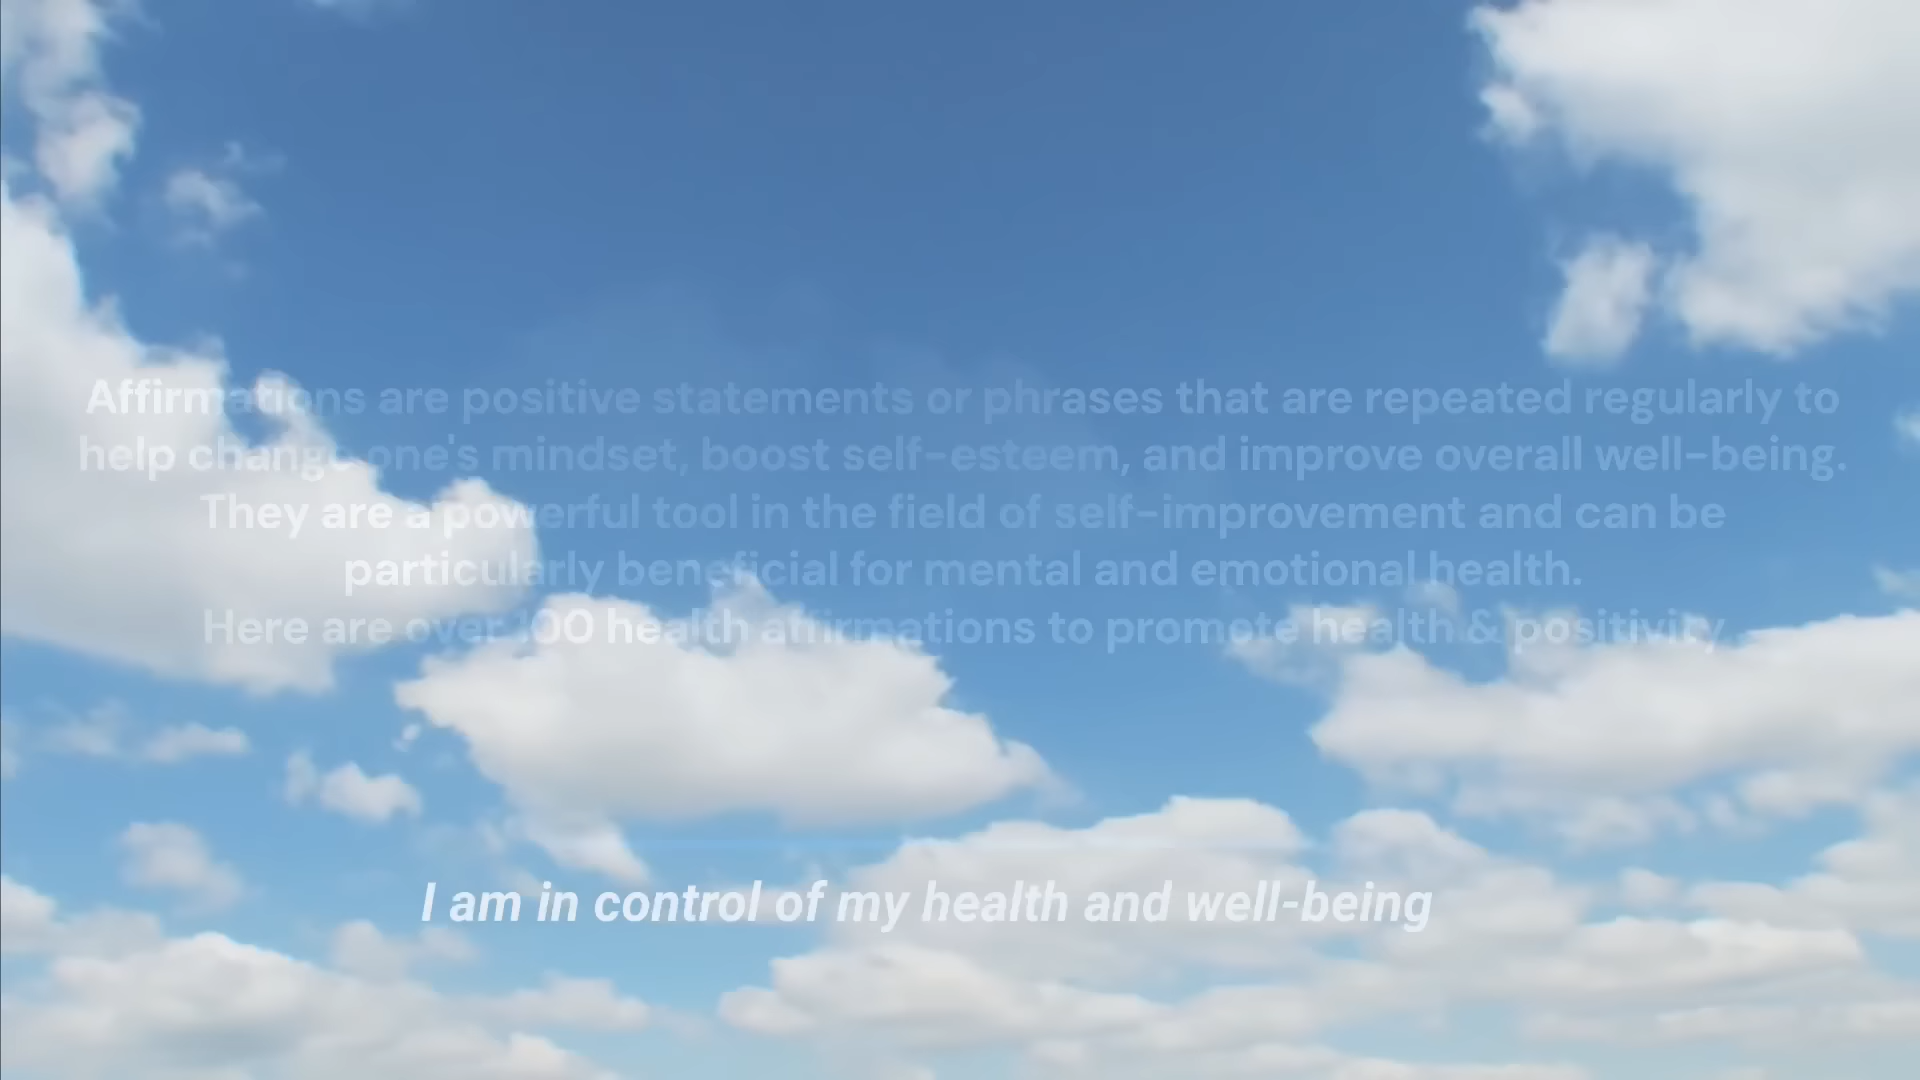 Affirmations are positive statements or phrases that are repeated regularly to
help change one's mindset, boost self-esteem, and improve overall well-being.
They are a powerful tool in the field of self-improvement and can be
particularly beneficial for mental and emotional health.
Here are over 100 health affirmations to promote health & positivity
I am in control of my health and well-being